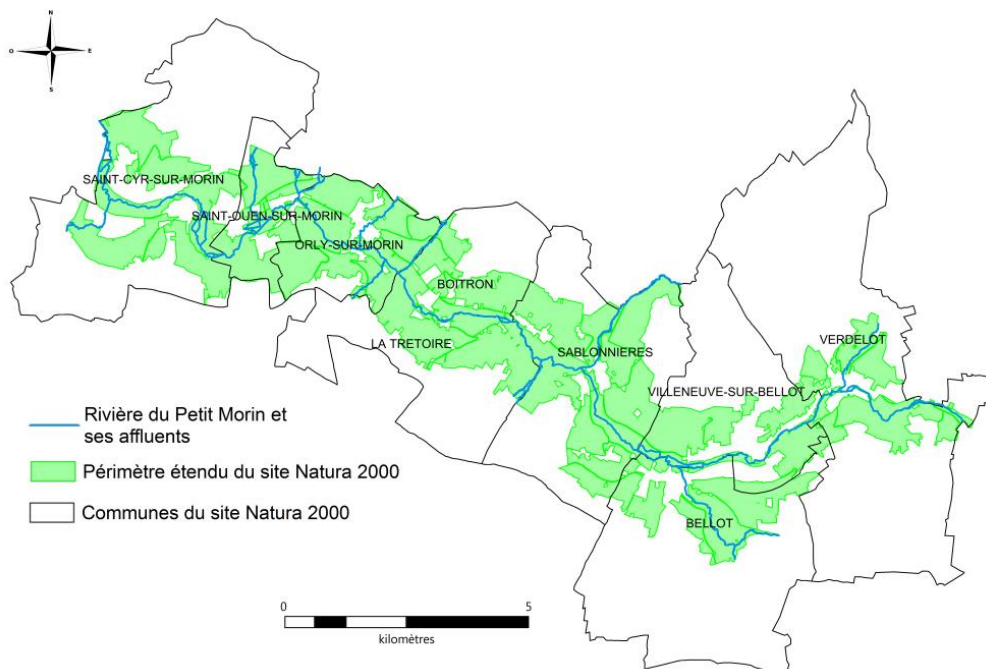 N
O
E
S
SAINT-CYR-SUR-MORIN
SAINT-OUEN-SUR-MORIN
ORLY-SUR-MORIN
BOITRON
LA TRETOIRE
SABLONNIERES
VERDELOT
VILLENEUVE-SUR-BELLOT
BELLOT
Rivière du Petit Morin et
ses affluents
Périmètre étendu du site Natura 2000
Communes du site Natura 2000
0
5
kilomètres